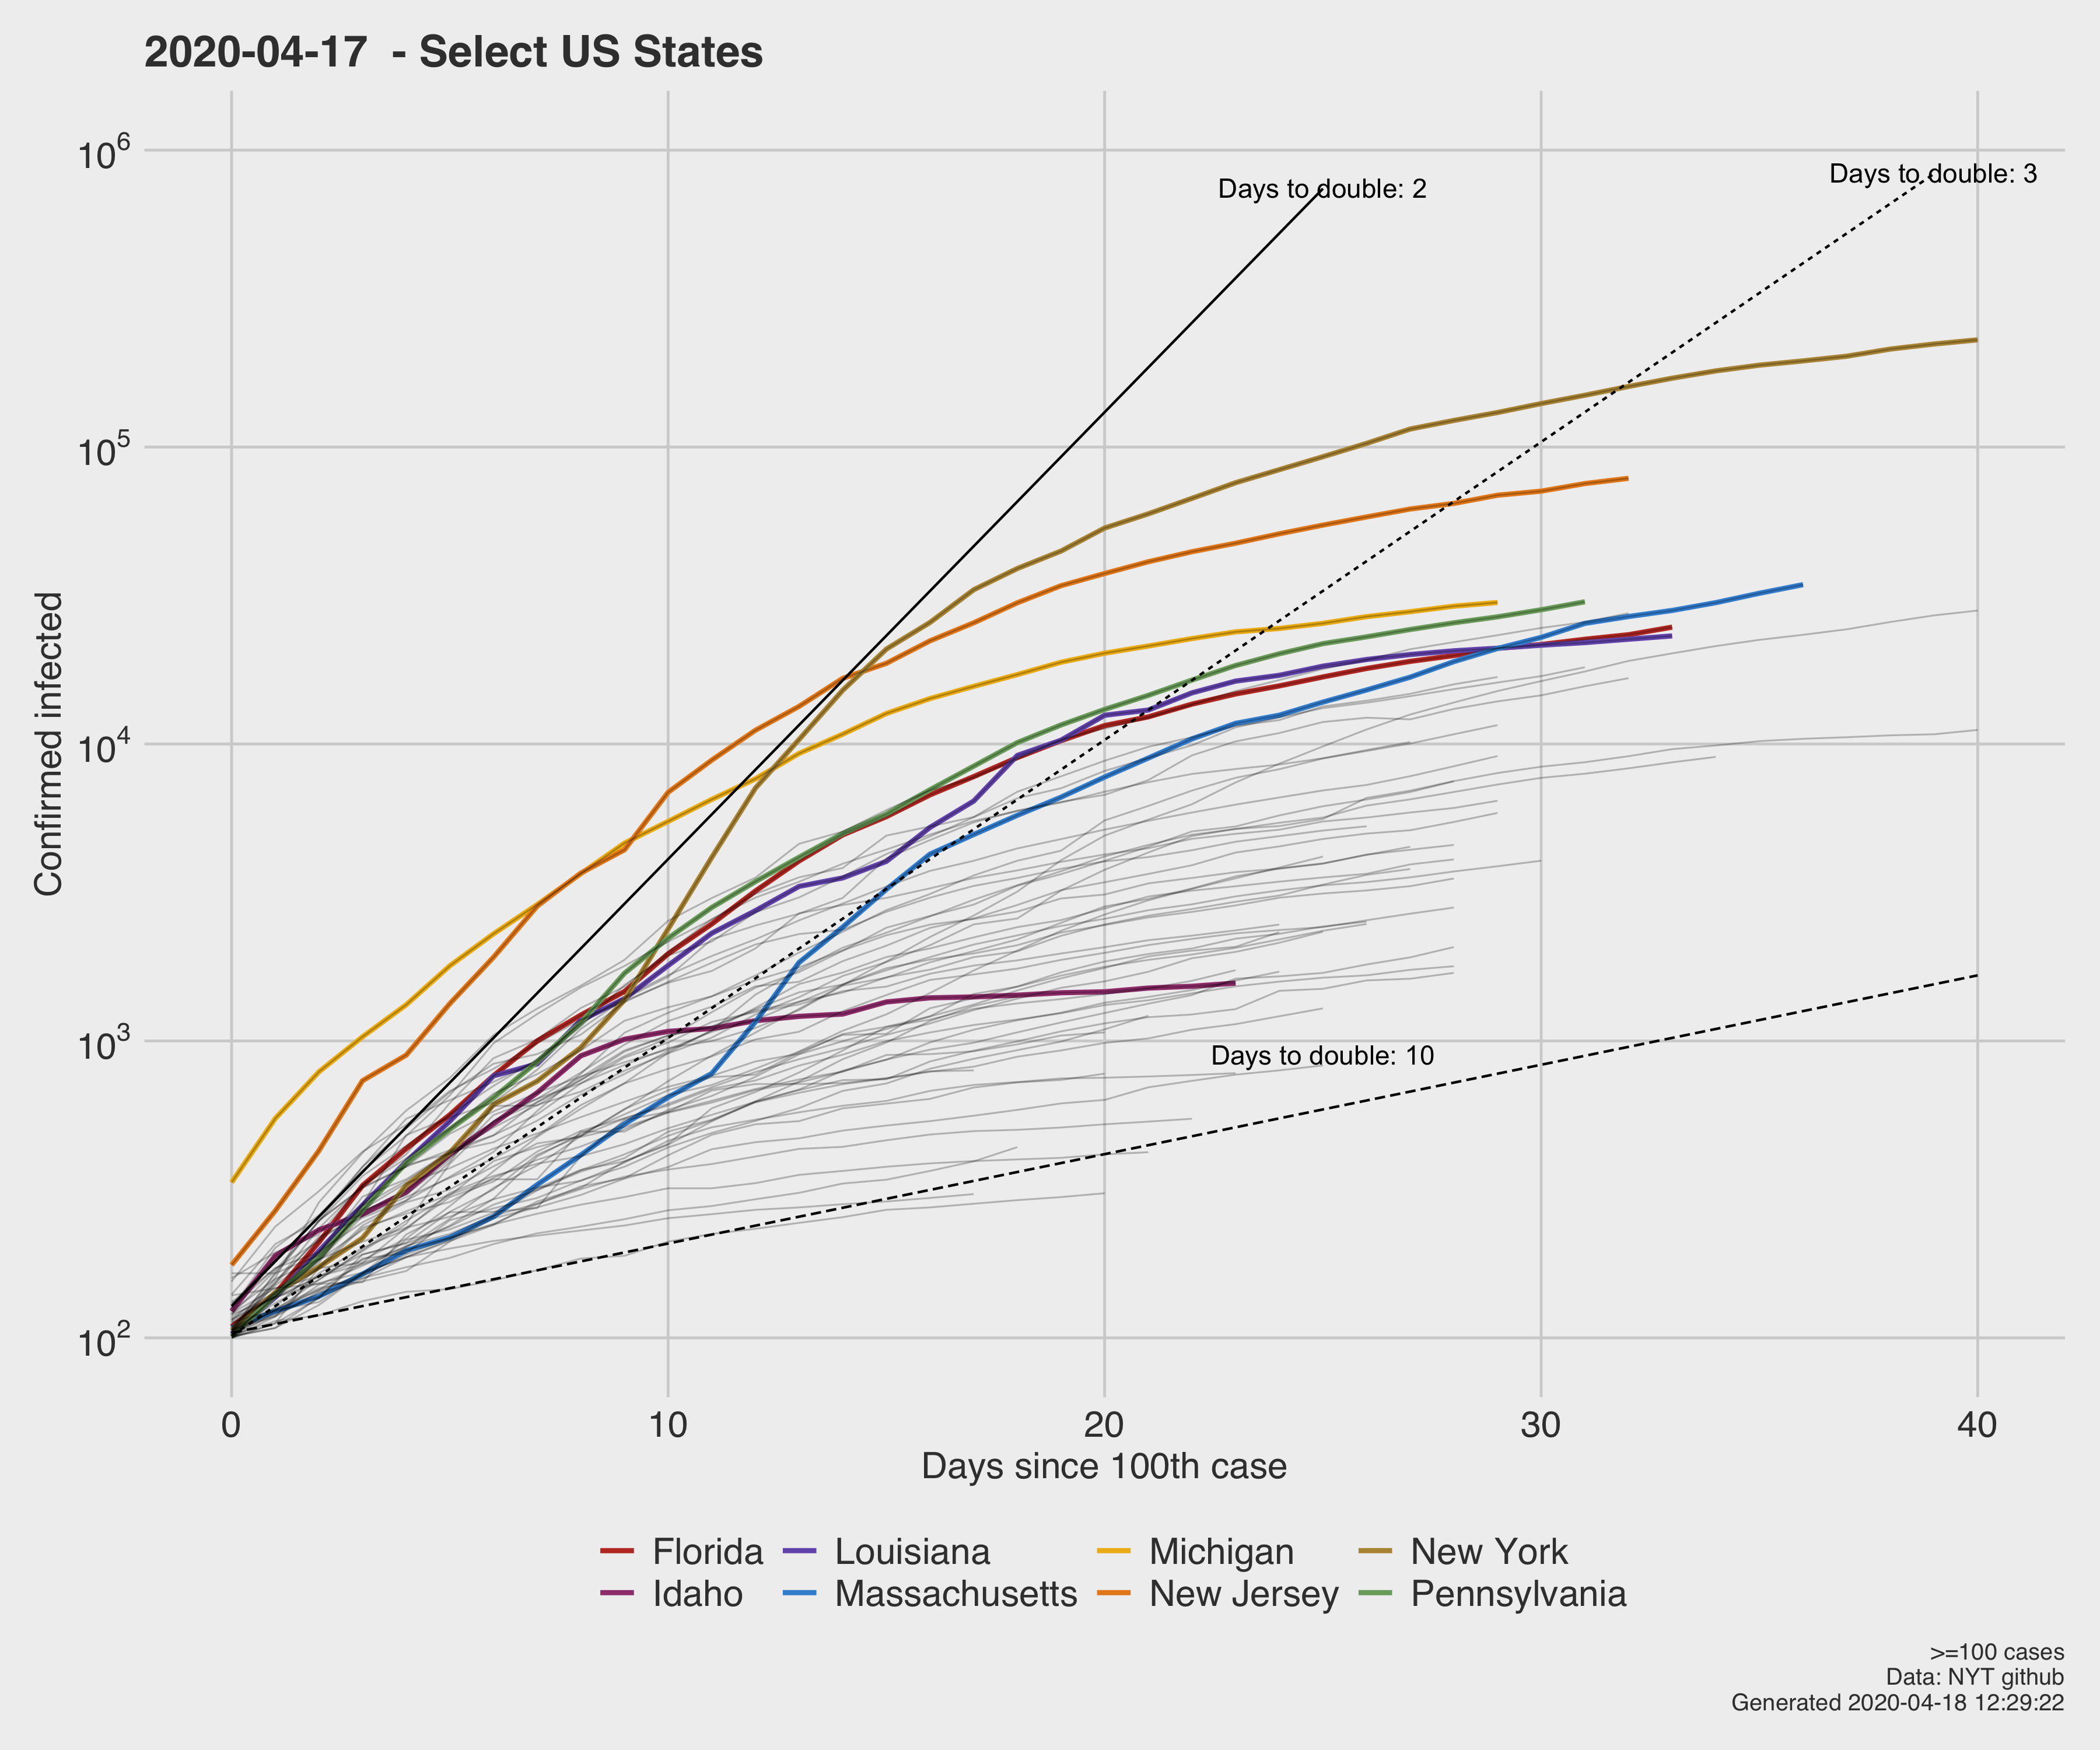 2020-04-17  - Select US States
10^6
10^5
10^4
10^3
10^2
Confirmed infected
Days to double: 2
Days to double: 3
Days to double: 10
0 10 20 30 40
Days since 100th case
Florida Louisiana Michigan New York
Idaho Massachusetts New Jersey Pennsylvania
>=100 cases
Data: NYT github
Generated 2020-04-18 12:29:22